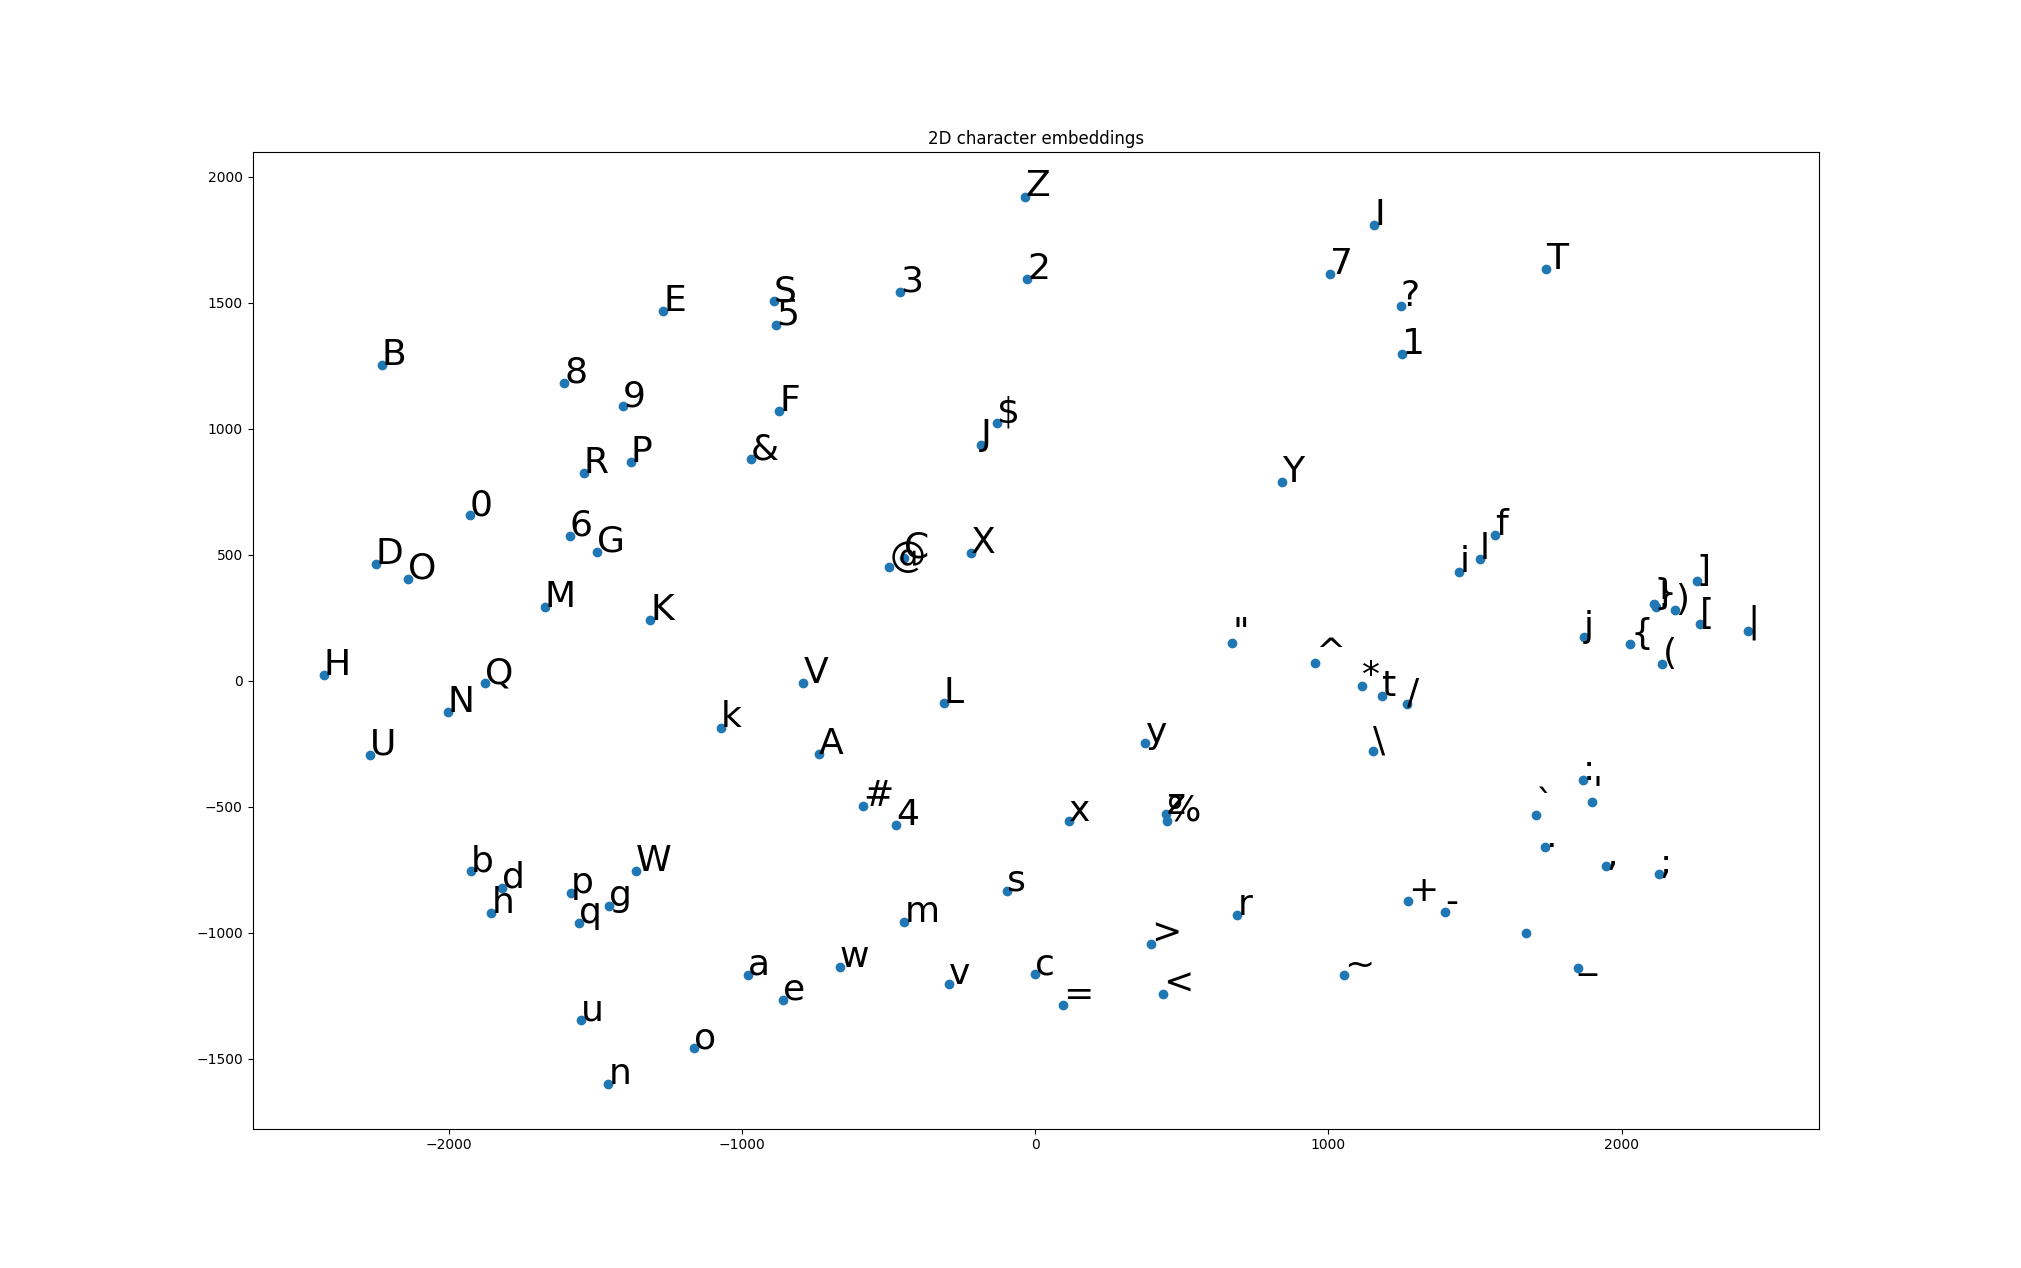 2D character embeddings
2000
Z
I
7
T
2
3
S
?
E
5
1
B
8
9
F
$
J
&
P
R
Y
0
6
f
G
X
C
@
l
i
D
O
]
}
)
M
K
[
|
j
{
(
H
Q
V
"
^
*
t
/
N
L
k
y
U
A
\
:
'
`
#
4
x
z
%
.
b
W
,
;
d
p
s
+
-
h
g
q
m
r
>
w
a
c
~
v
<
_
e
=
u
o
n
1500
1000
500
0
−500
−1000
−1500
−2000 −1000 0 1000 2000